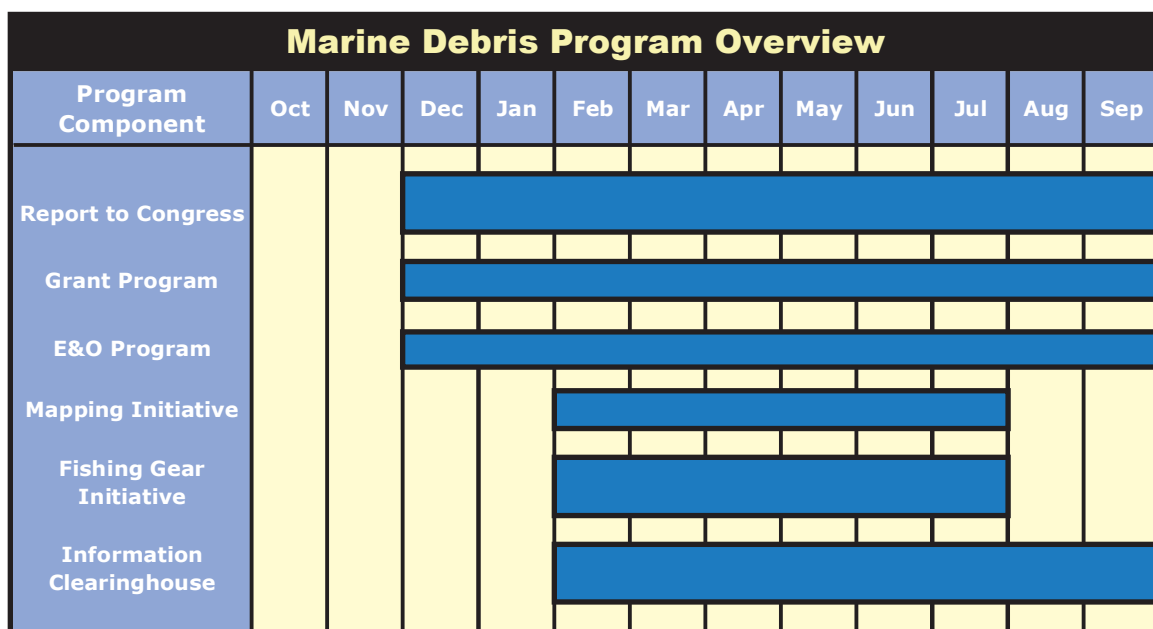 Marine Debris Program Overview
Program
Component
Oct Nov Dec Jan Feb Mar Apr May Jun Jul Aug Sep
Report to Congress
Grant Program
E&O Program
Mapping Initiative
Fishing Gear
Initiative
Information
Clearinghouse